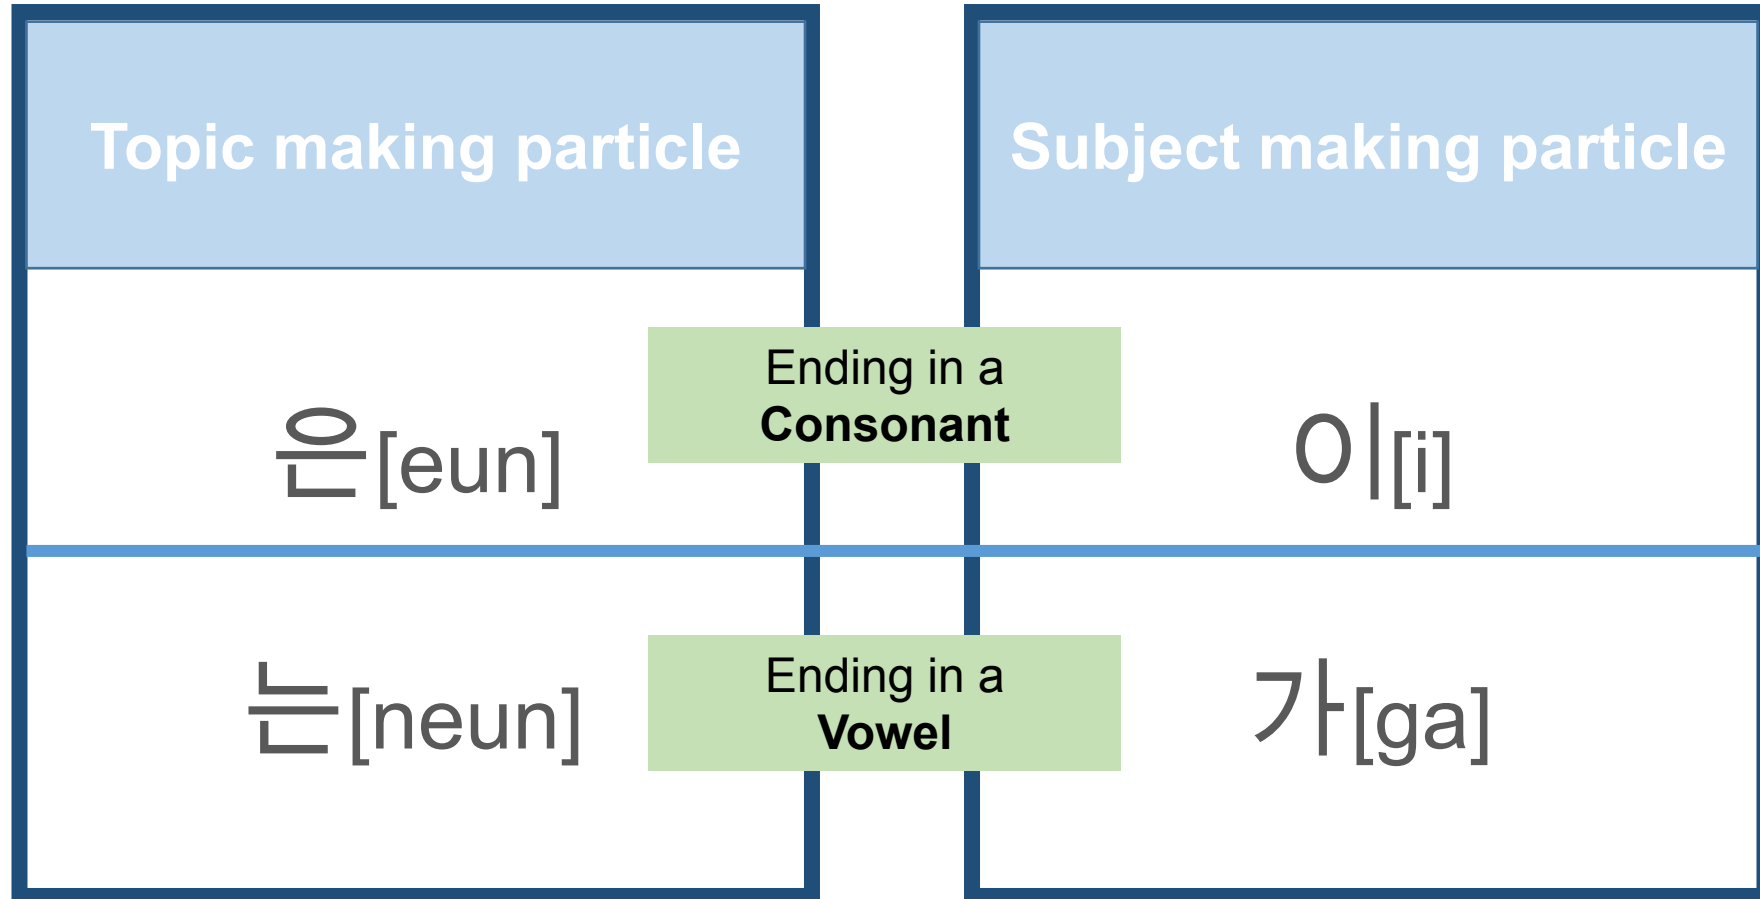 Topic making particle
Subject making particle
Ending in a
Consonant
은[eun]
이[i]
Ending in a
Vowel
는[neun]
가[ga]